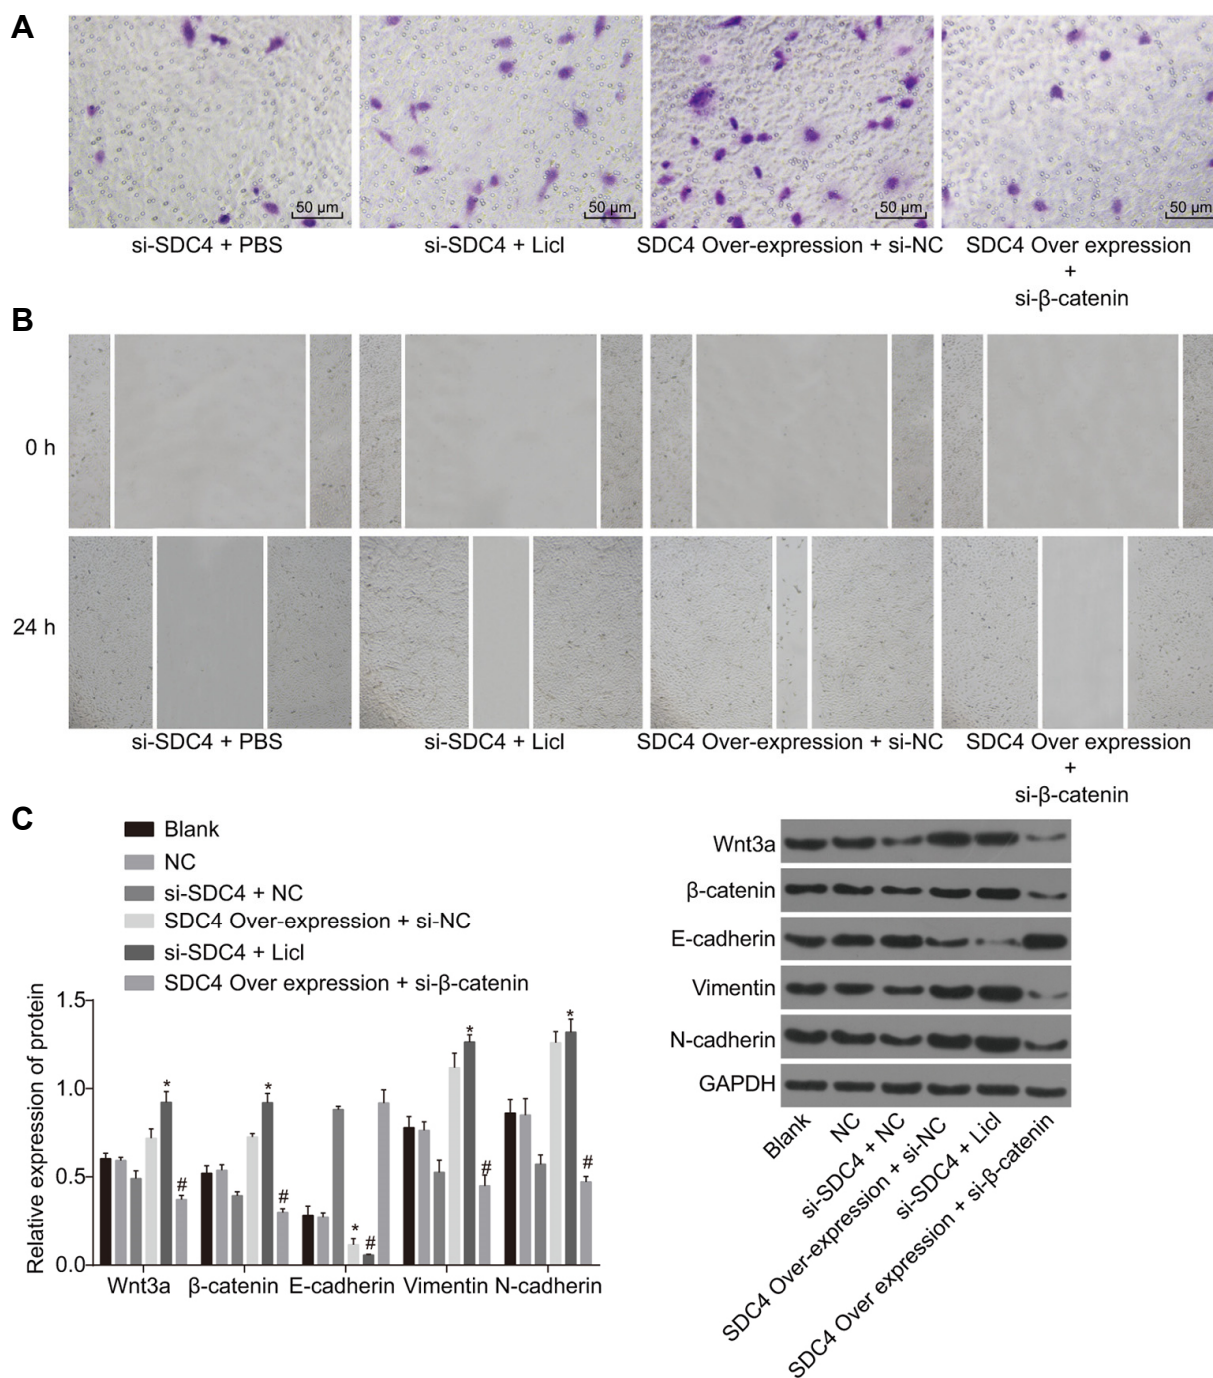 A
50 µm
50 µm
50 µm
50 µm
si-SDC4 + PBS
si-SDC4 + Licl
SDC4 Over-expression + si-NC
SDC4 Over expression
+
si-β-catenin
B
0 h
24 h
si-SDC4 + PBS
si-SDC4 + Licl
SDC4 Over-expression + si-NC
SDC4 Over expression
+
si-β-catenin
C
Blank
NC
si-SDC4 + NC
SDC4 Over-expression + si-NC
si-SDC4 + Licl
SDC4 Over expression + si-β-catenin
Relative expression of protein
1.5
1.0
0.5
0.0
*
#
*
#
*
#
*
#
*
#
Wnt3a
β-catenin
E-cadherin
Vimentin
N-cadherin
Wnt3a
β-catenin
E-cadherin
Vimentin
N-cadherin
GAPDH
Blank
NC
si-SDC4 + NC
SDC4 Over-expression + si-NC
si-SDC4 + Licl
SDC4 Over expression + si-β-catenin